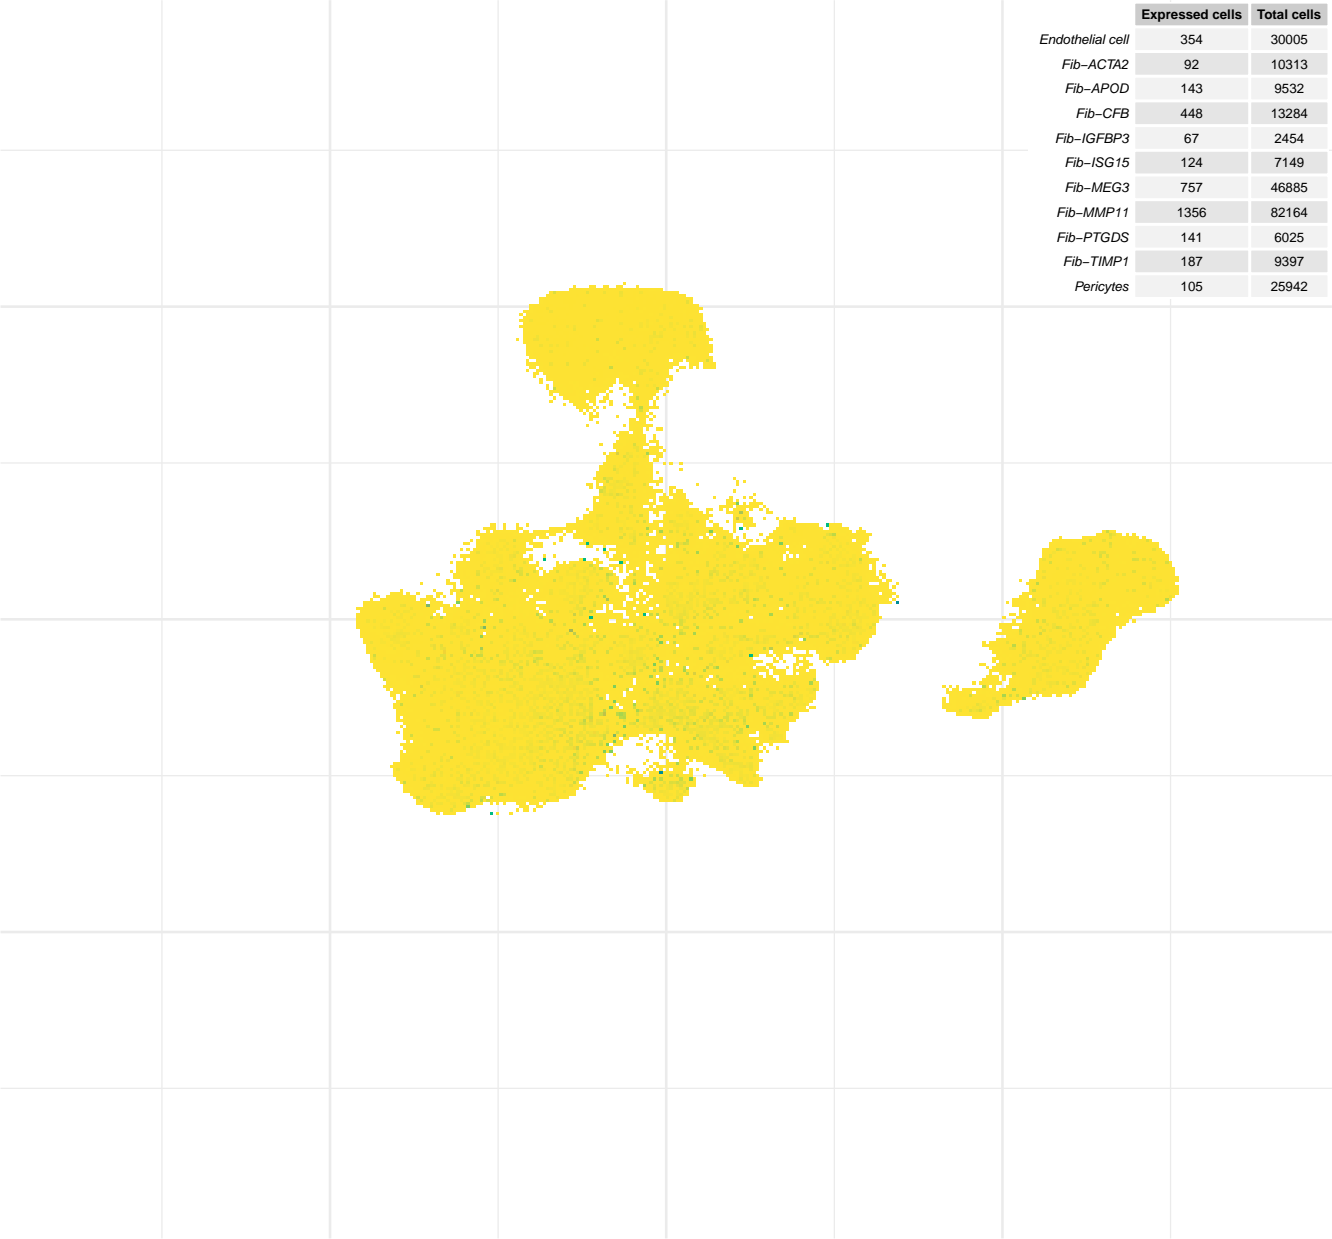 Expressed cells Total cells
Endothelial cell 354 30005
Fib−ACTA2 92 10313
Fib−APOD 143 9532
Fib−CFB 448 13284
Fib−IGFBP3 67 2454
Fib−ISG15 124 7149
Fib−MEG3 757 46885
Fib−MMP11 1356 82164
Fib−PTGDS 141 6025
Fib−TIMP1 187 9397
Pericytes 105 25942